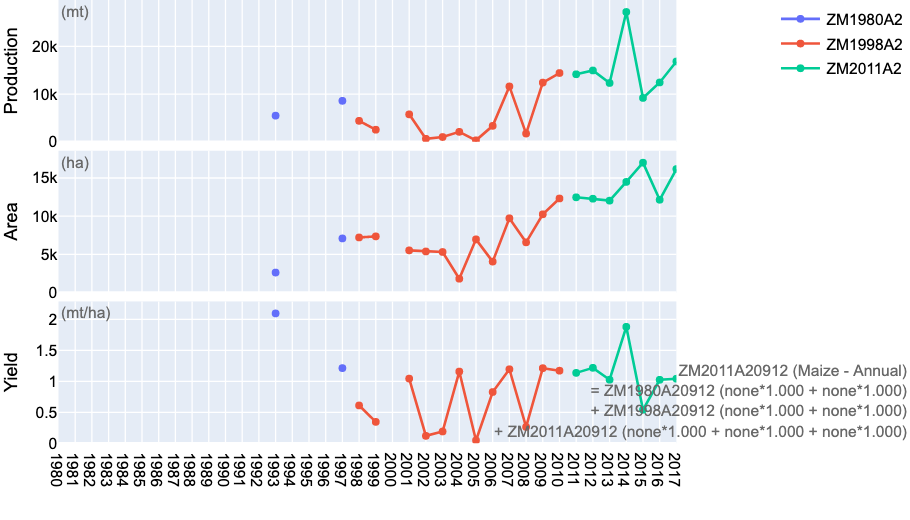 (mt)
Production
20k
10k
0
ZM1980A2
ZM1998A2
ZM2011A2
(ha)
Area
15k
10k
5k
0
(mt/ha)
Yield
2
1.5
1
0.5
0
ZM2011A20912 (Maize - Annual)
= ZM1980A20912 (none*1.000 + none*1.000)
+ ZM1998A20912 (none*1.000 + none*1.000)
+ ZM2011A20912 (none*1.000 + none*1.000 + none*1.000)
1980
1981
1982
1983
1984
1985
1986
1987
1988
1989
1990
1991
1992
1993
1994
1995
1996
1997
1998
1999
2000
2001
2002
2003
2004
2005
2006
2007
2008
2009
2010
2011
2012
2013
2014
2015
2016
2017